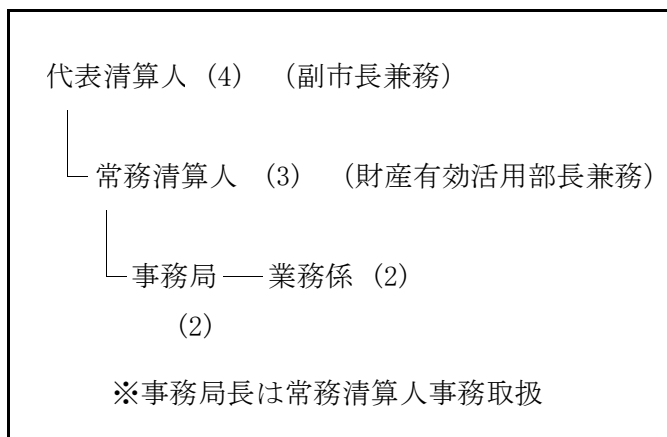 代表清算人 (4) （副市長兼務）
常務清算人 (3) （財産有効活用部長兼務）
事務局 業務係 (2)
(2)
※事務局長は常務清算人事務取扱